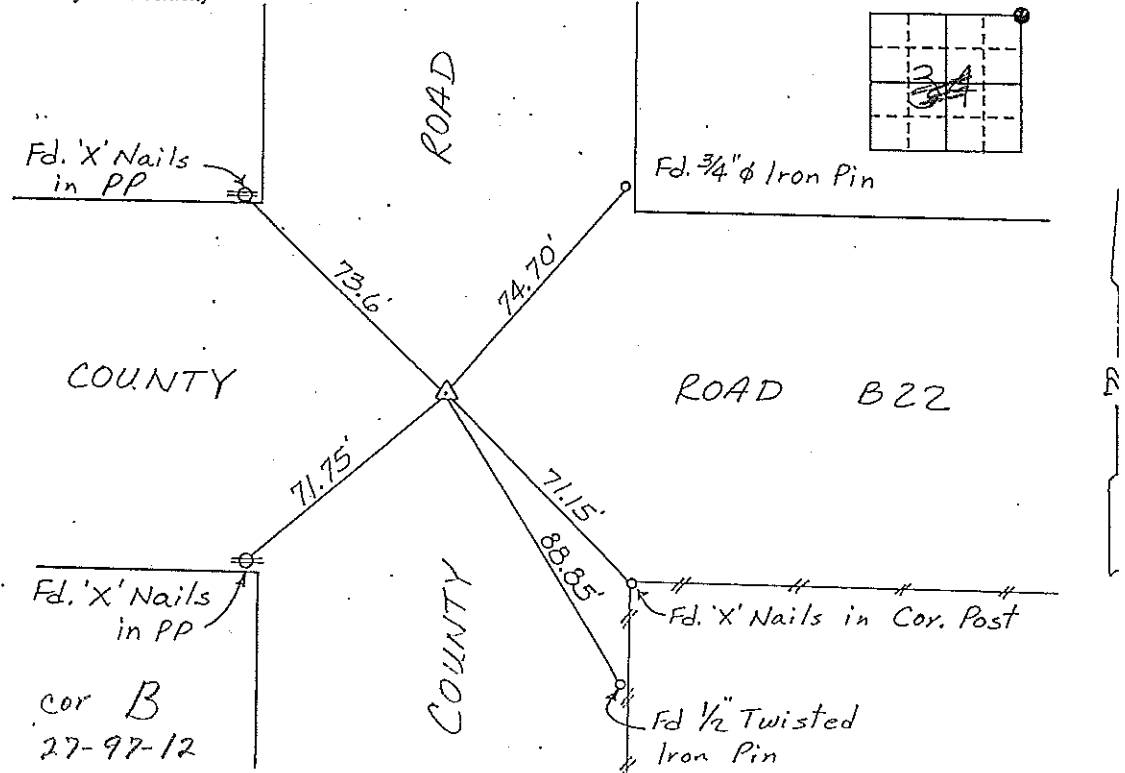 ROAD
34
Fd. 'X' Nails
in PP
Fd. 3/4" ϕ Iron Pin
73.6'
74.70'
COUNTY
ROAD B22
71.75'
71.15'
88.85'
COUNTY
Fd. 'X' Nails
in PP
Fd. 'X' Nails in Cor. Post
cor B
27-97-12
Fd 1/2" Twisted
Iron Pin